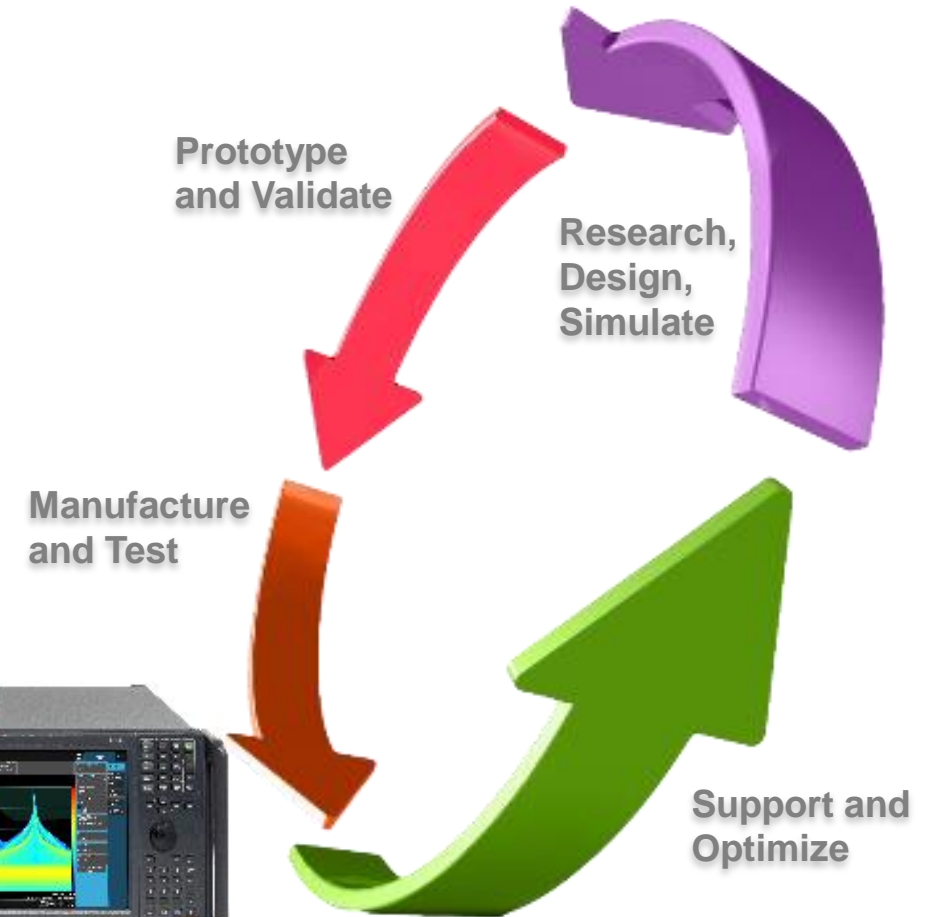 Prototype
and Validate
Research,
Design,
Simulate
Manufacture
and Test
Support and
Optimize